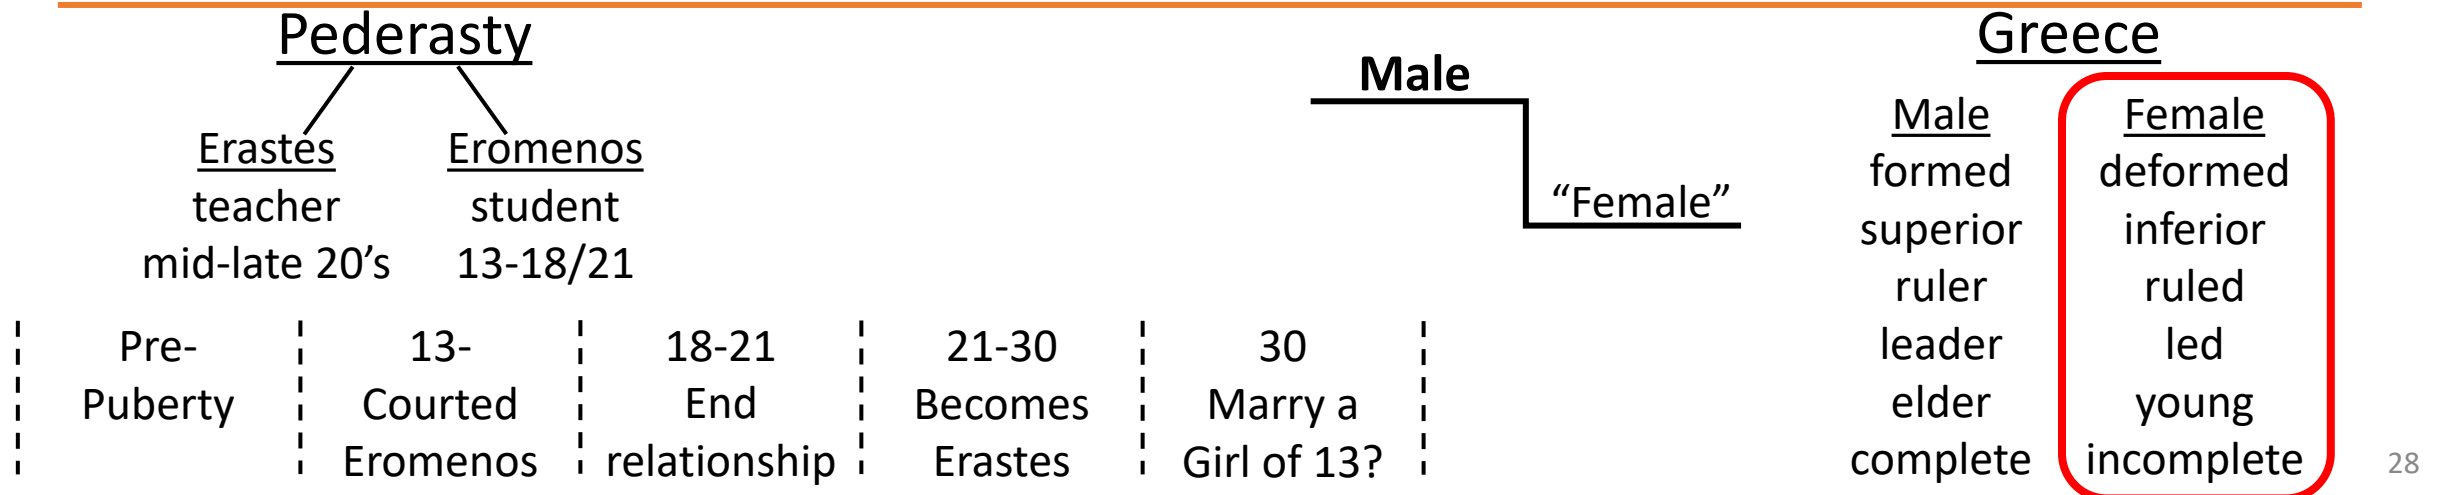 Pederasty
Erastes
teacher
mid-late 20’s
Eromenos
student
13-18/21
Pre-
Puberty
13-
Courted
Eromenos
18-21
End
relationship
21-30
Becomes
Erastes
30
Marry a
Girl of 13?
Male
“Female”
Greece
Male
formed
superior
ruler
leader
elder
complete
Female
deformed
inferior
ruled
led
young
incomplete
28